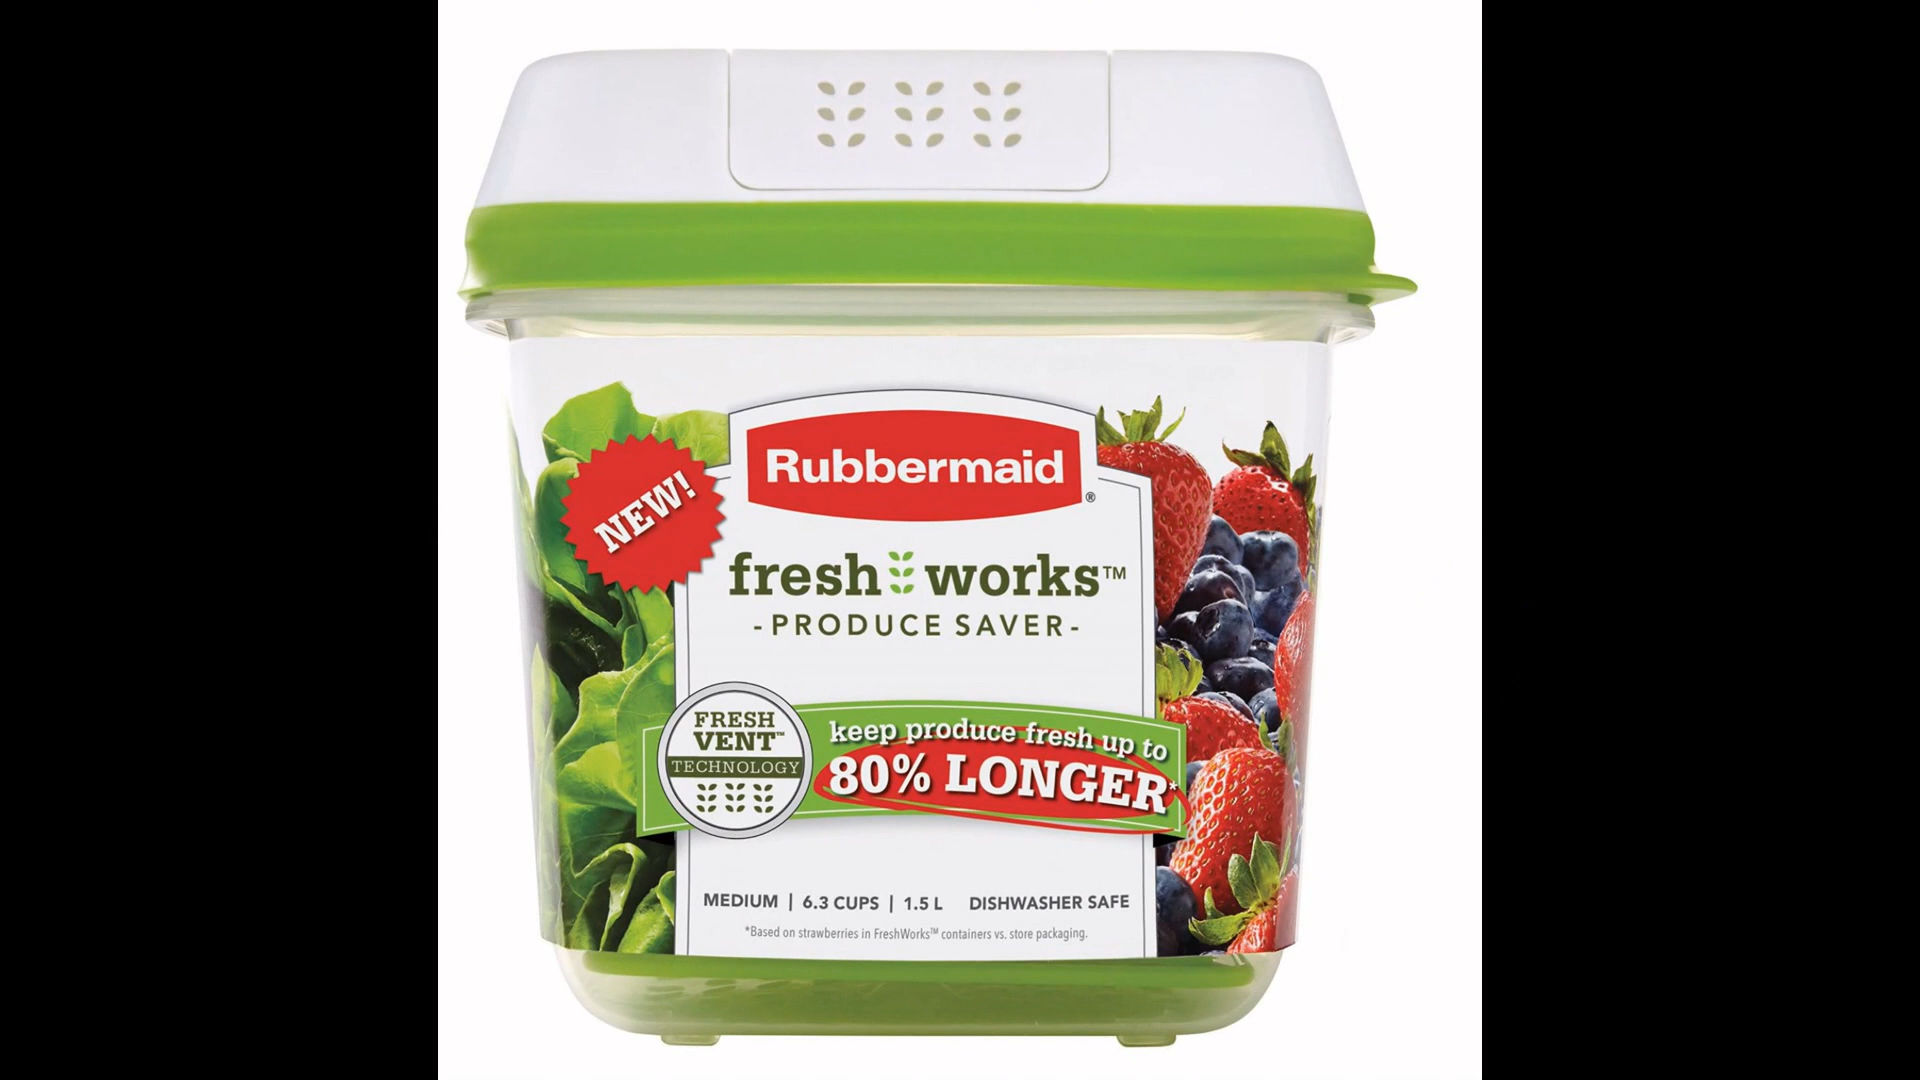 Rubbermaid®
NEW!
fresh works™
-PRODUCE SAVER-
FRESH
VENT™
TECHNOLOGY
keep produce fresh up to
80% LONGER*
MEDIUM | 6.3 CUPS | 1.5 L DISHWASHER SAFE
*Based on strawberries in FreshWorks™ containers vs. store packaging.